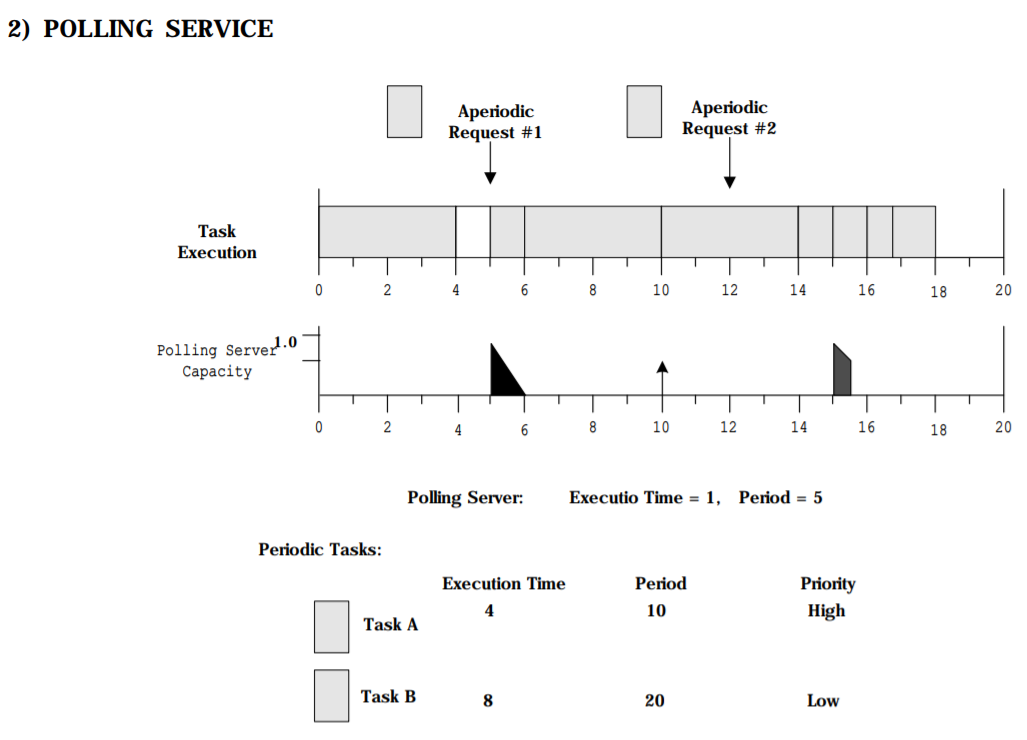 2) POLLING SERVICE
Aperiodic
Request #1
Aperiodic
Request #2
Task
Execution
0 2 4 6 8 10 12 14 16 18 20
1.0
Polling Server
Capacity
0 2 4 6 8 10 12 14 16 18 20
Polling Server: Executio Time = 1, Period = 5
Periodic Tasks:
Execution Time Period Priority
4 10 High
Task A
Task B 8 20 Low